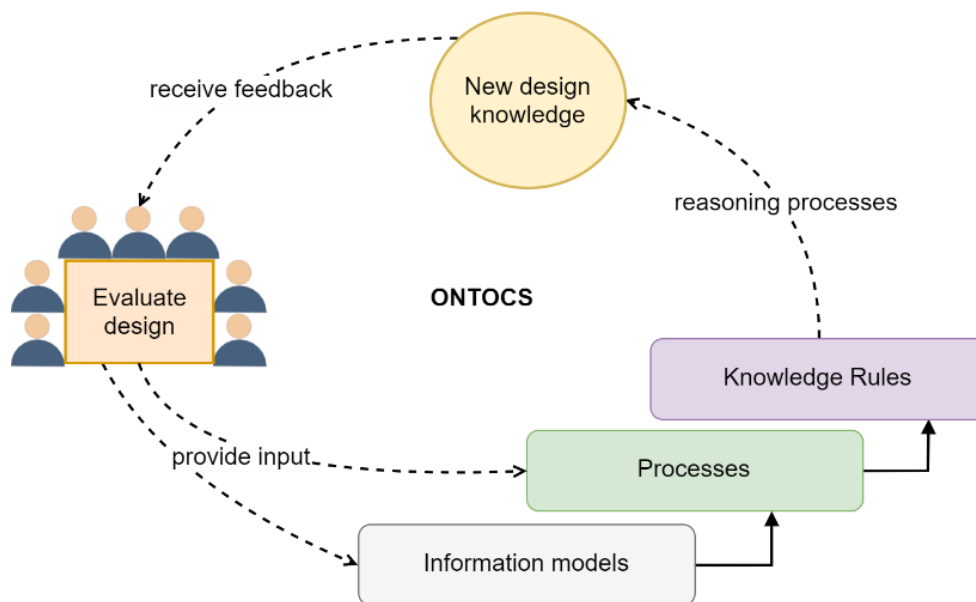 New design
knowledge
receive feedback
reasoning processes
Evaluate
design
ONTOCS
Knowledge Rules
provide input
Processes
Information models